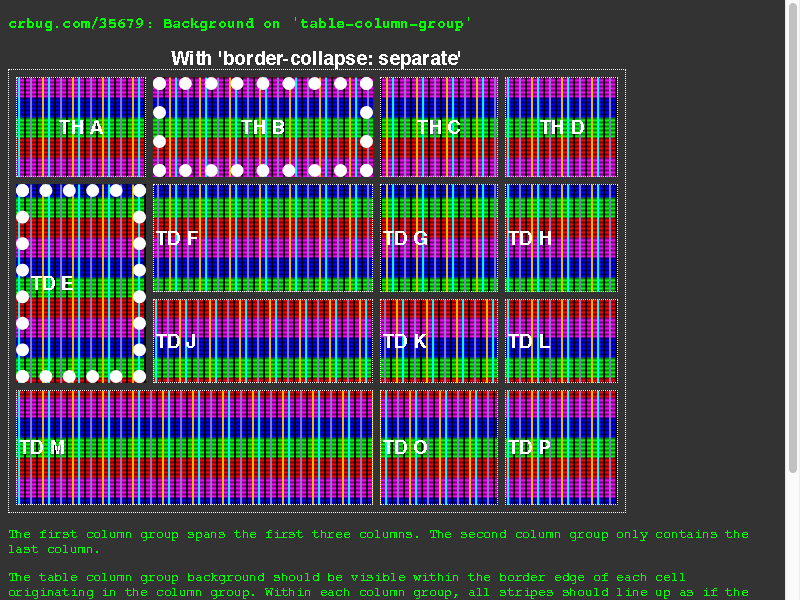 crbug.com/35679: Background on 'table-column-group'
With 'border-collapse: separate'
TH A TH B TH C TH D
TD E TD F TD G TD H
TD J TD K TD L
TD M TD O TD P
The first column group spans the first three columns. The second column group only contains the
last column.
The table column group background should be visible within the border edge of each cell
originating in the column group. Within each column group, all stripes should line up as if the